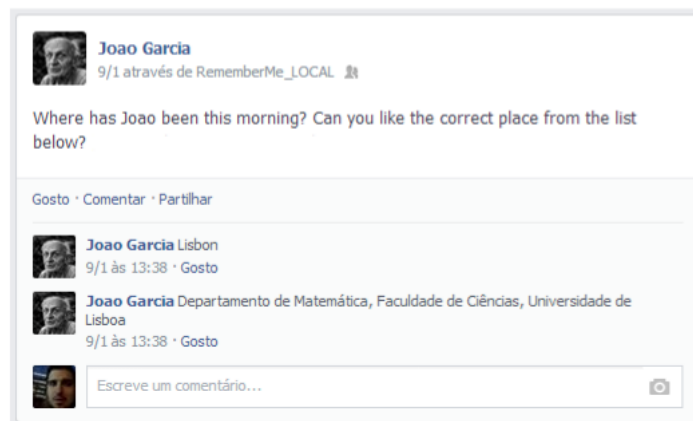 Joao Garcia
9/1 através de RememberMe_LOCAL
Where has Joao been this morning? Can you like the correct place from the list
below?
Gosto · Comentar · Partilhar
Joao Garcia Lisbon
9/1 às 13:38 · Gosto
Joao Garcia Departamento de Matemática, Faculdade de Ciências, Universidade de
Lisboa
9/1 às 13:38 · Gosto
Escreve um comentário...